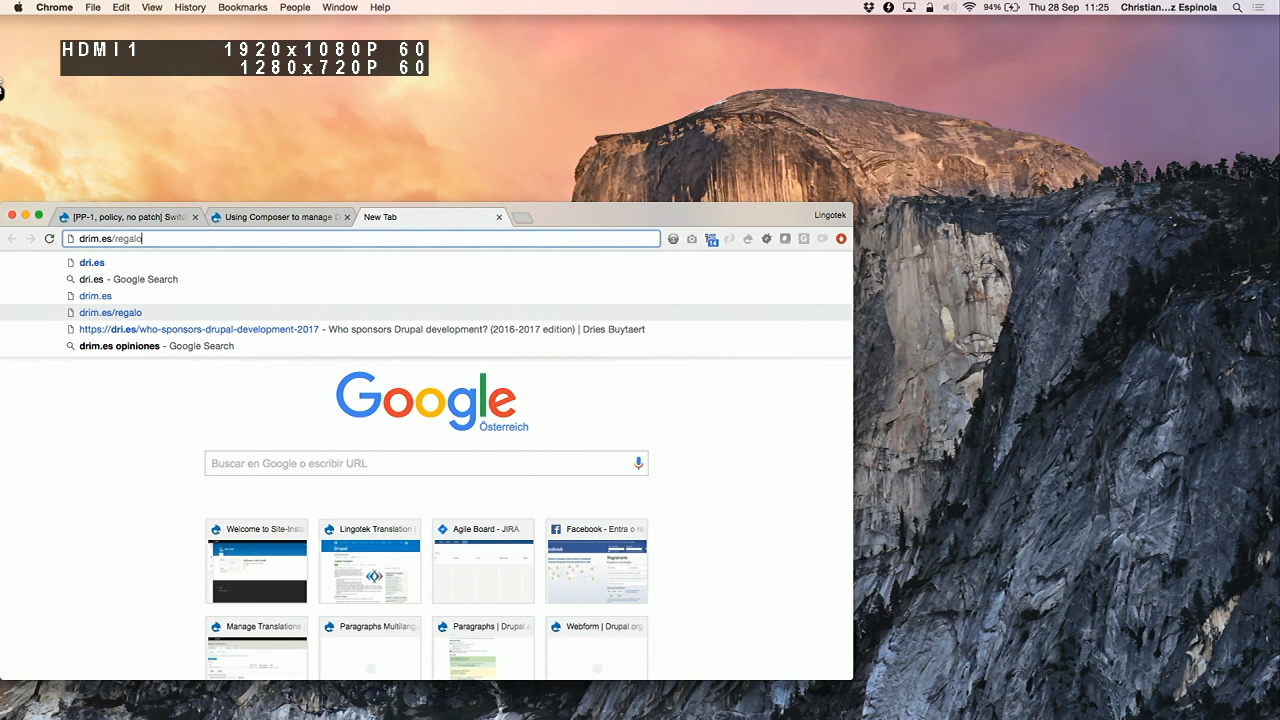 Chrome File Edit View History Bookmarks People Window Help 94% Thu 28 Sep 11:25 Christian...z Espinola
HDMI1 1920x1080P 60
1280x720P 60
[PP-1, policy, no patch] Switc Using Composer to manage D New Tab Lingotek
drim.es/regalo
14
dri.es
dri.es - Google Search
drim.es
drim.es/regalo
https://dri.es/who-sponsors-drupal-development-2017 - Who sponsors Drupal development? (2016-2017 edition) | Dries Buytaert
drim.es opiniones - Google Search
Google
Österreich
Buscar en Google o escribir URL
Welcome to Site-Insta Lingotek Translation | Agile Board - JIRA Facebook - Entra o re
Manage Translations Paragraphs Multilang Paragraphs | Drupal.o Webform | Drupal.org